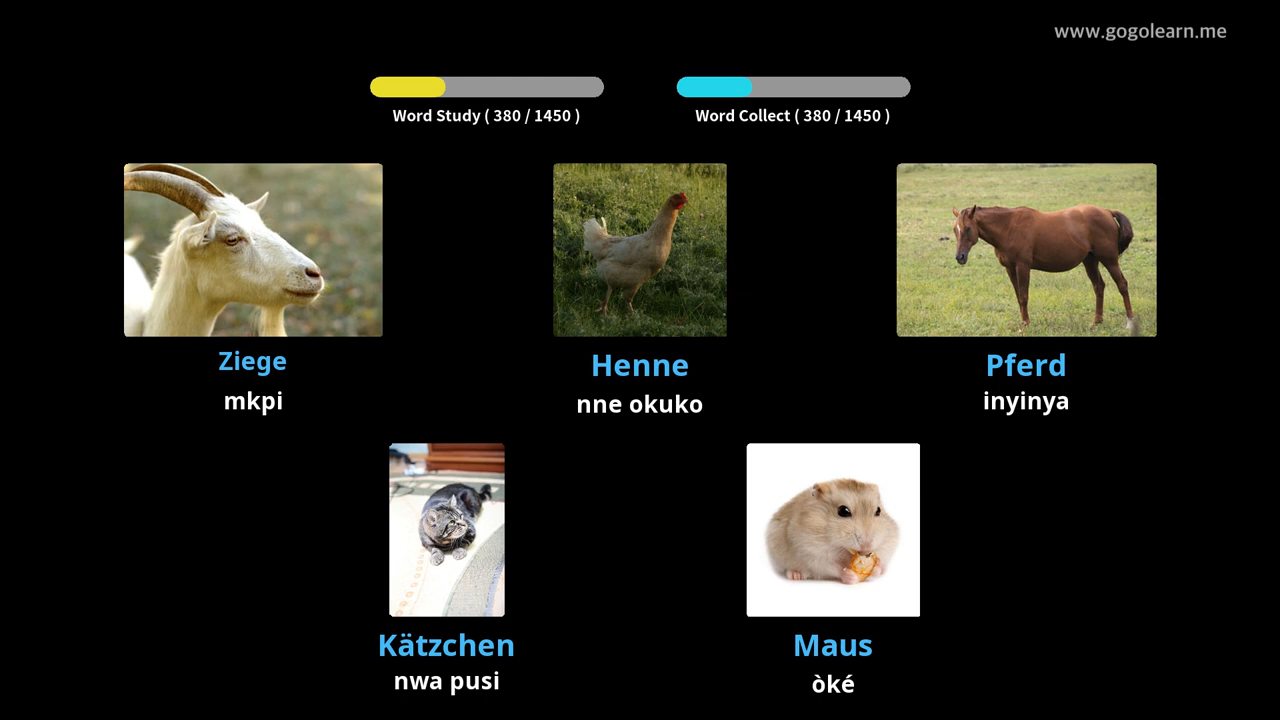 www.gogolearn.me
Word Study ( 380 / 1450 )
Word Collect ( 380 / 1450 )
Ziege
mkpi
Henne
nne okuko
Pferd
inyinya
Kätzchen
nwa pusi
Maus
òké